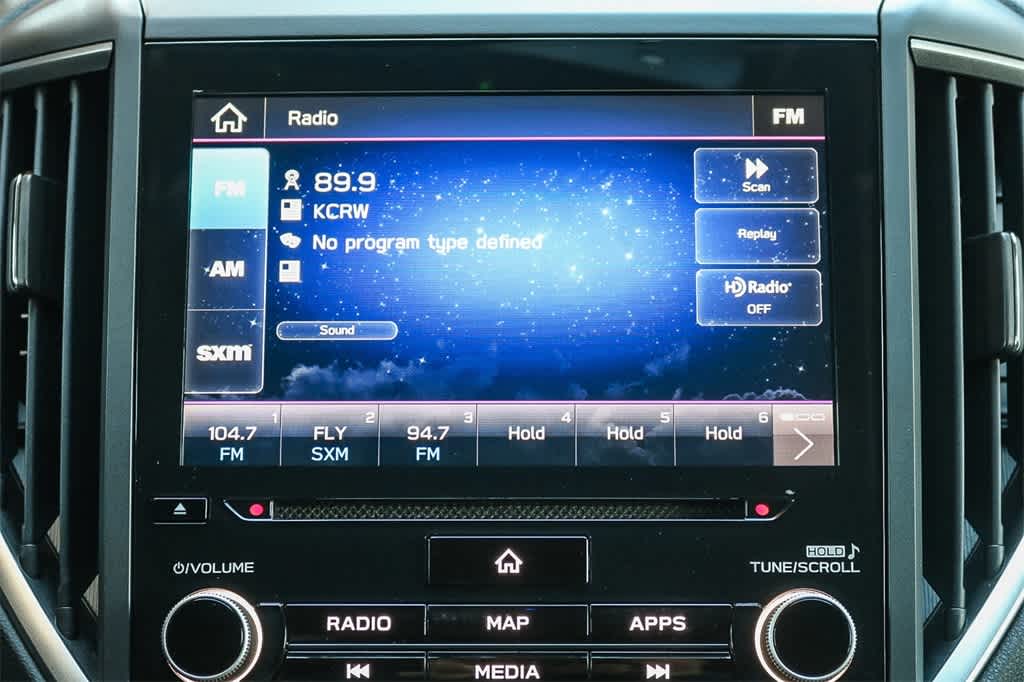 Radio FM
FM
AM
sxm
89.9
KCRW
No program type defined
Sound
Scan
Replay
HD Radio
OFF
1 2 3 4 5 6
104.7 FLY 94.7 Hold Hold Hold
FM SXM FM
HOLD
/VOLUME TUNE/SCROLL
RADIO MAP APPS
MEDIA